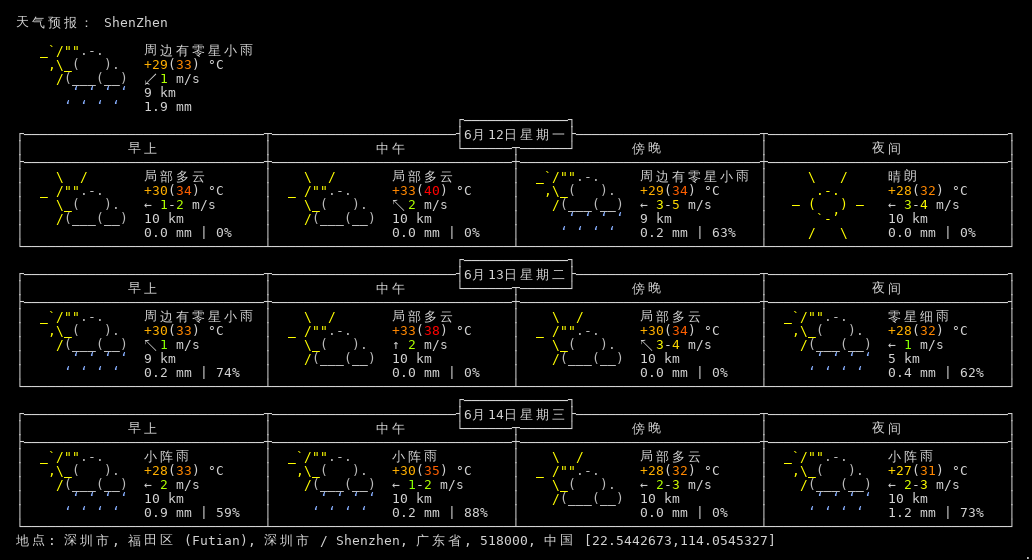 天气预报： ShenZhen
周边有零星小雨
+29(33) °C
↙ 1 m/s
9 km
1.9 mm
6月12日星期一
早上 中午 傍晚 夜间
局部多云 局部多云 周边有零星小雨 晴朗
+30(34) °C +33(40) °C +29(34) °C +28(32) °C
← 1-2 m/s ↖ 2 m/s ← 3-5 m/s ← 3-4 m/s
10 km 10 km 9 km 10 km
0.0 mm | 0% 0.0 mm | 0% 0.2 mm | 63% 0.0 mm | 0%
6月13日星期二
早上 中午 傍晚 夜间
周边有零星小雨 局部多云 局部多云 零星细雨
+30(33) °C +33(38) °C +30(34) °C +28(32) °C
↖ 1 m/s ↑ 2 m/s ↖ 3-4 m/s ← 1 m/s
9 km 10 km 10 km 5 km
0.2 mm | 74% 0.0 mm | 0% 0.0 mm | 0% 0.4 mm | 62%
6月14日星期三
早上 中午 傍晚 夜间
小阵雨 小阵雨 局部多云 小阵雨
+28(33) °C +30(35) °C +28(32) °C +27(31) °C
← 2 m/s ← 1-2 m/s ← 2-3 m/s ← 2-3 m/s
10 km 10 km 10 km 10 km
0.9 mm | 59% 0.2 mm | 88% 0.0 mm | 0% 1.2 mm | 73%
地点: 深圳市, 福田区 (Futian), 深圳市 / Shenzhen, 广东省, 518000, 中国 [22.5442673,114.0545327]